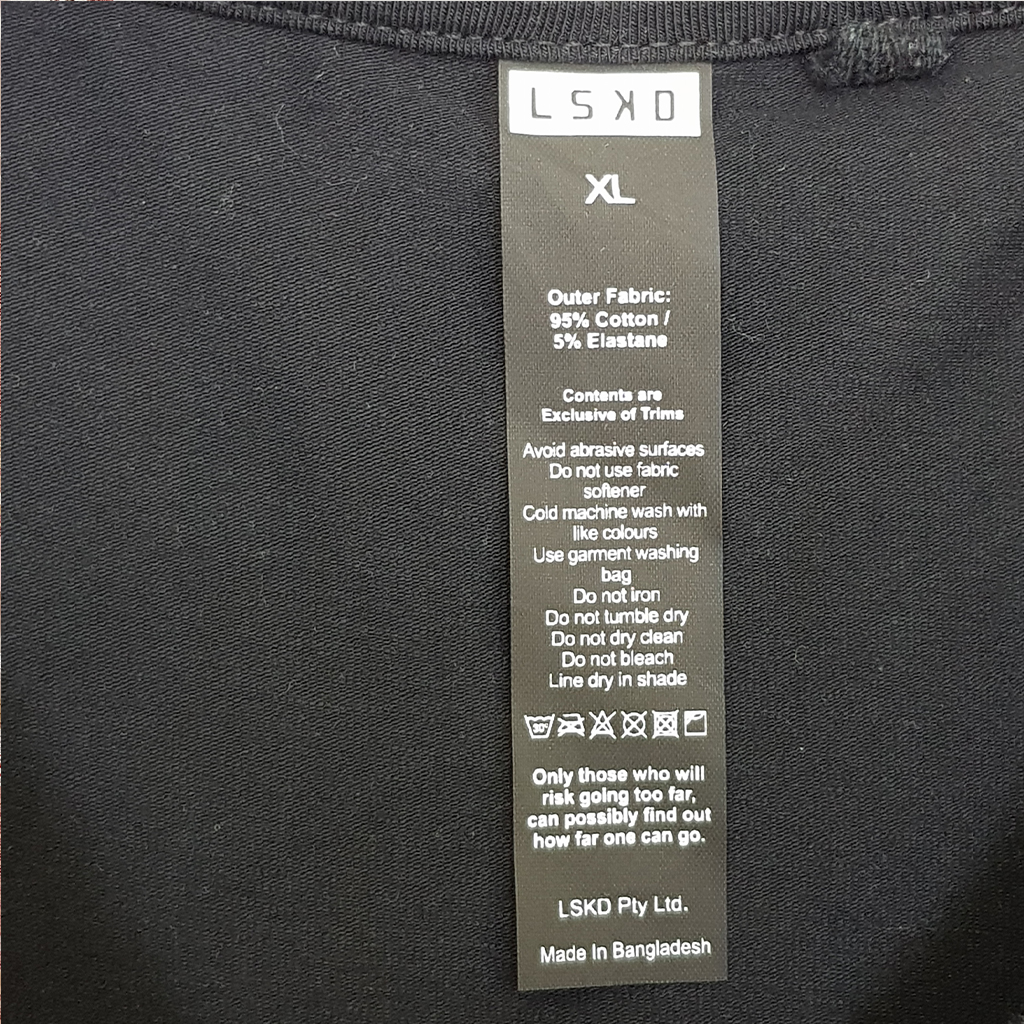 LSKD
XL
Outer Fabric:
95% Cotton /
5% Elastane
Contents are
Exclusive of Trims
Avoid abrasive surfaces
Do not use fabric
softener
Cold machine wash with
like colours
Use garment washing
bag
Do not iron
Do not tumble dry
Do not dry clean
Do not bleach
Line dry in shade
30°
Only those who will
risk going too far,
can possibly find out
how far one can go.
LSKD Pty Ltd.
Made In Bangladesh